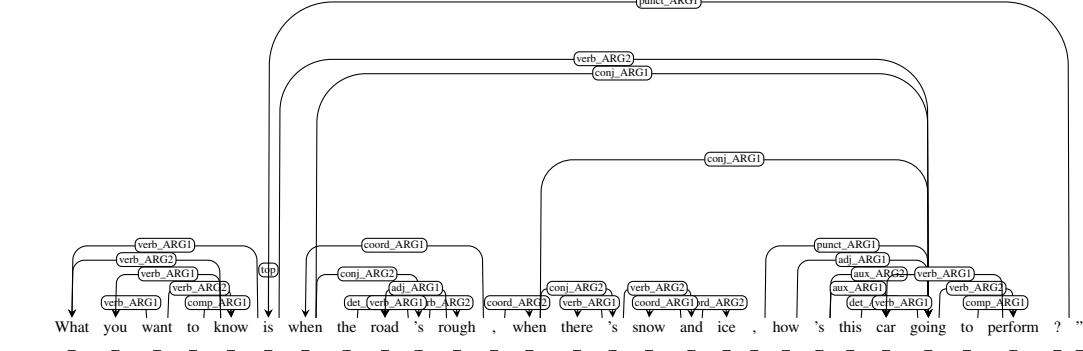 punct_ARG1
verb_ARG2
conj_ARG1
conj_ARG1
verb_ARG1 coord_ARG1 punct_ARG1
verb_ARG2 adj_ARG1
top
verb_ARG1 conj_ARG2 aux_ARG2 verb_ARG1
verb_ARG2 adj_ARG1 conj_ARG2 verb_ARG2 aux_ARG1 verb_ARG2
verb_ARG1 comp_ARG1 det_ verb_ARG1 rb_ARG2 coord_ARG2 verb_ARG1 coord_ARG1 rd_ARG2 det_ verb_ARG1 comp_ARG1
What you want to know is when the road 's rough , when there 's snow and ice , how 's this car going to perform ? ”
_ _ _ _ _ _ _ _ _ _ _ _ _ _ _ _ _ _ _ _ _ _ _ _ _ _ _ _